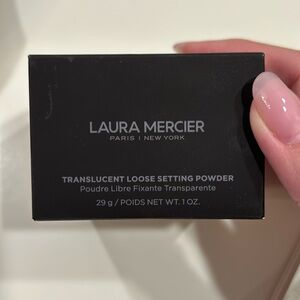 LAURA MERCIER
PARIS | NEW YORK
TRANSLUCENT LOOSE SETTING POWDER
Poudre Libre Fixante Transparente
29 g / POIDS NET WT. 1 OZ.